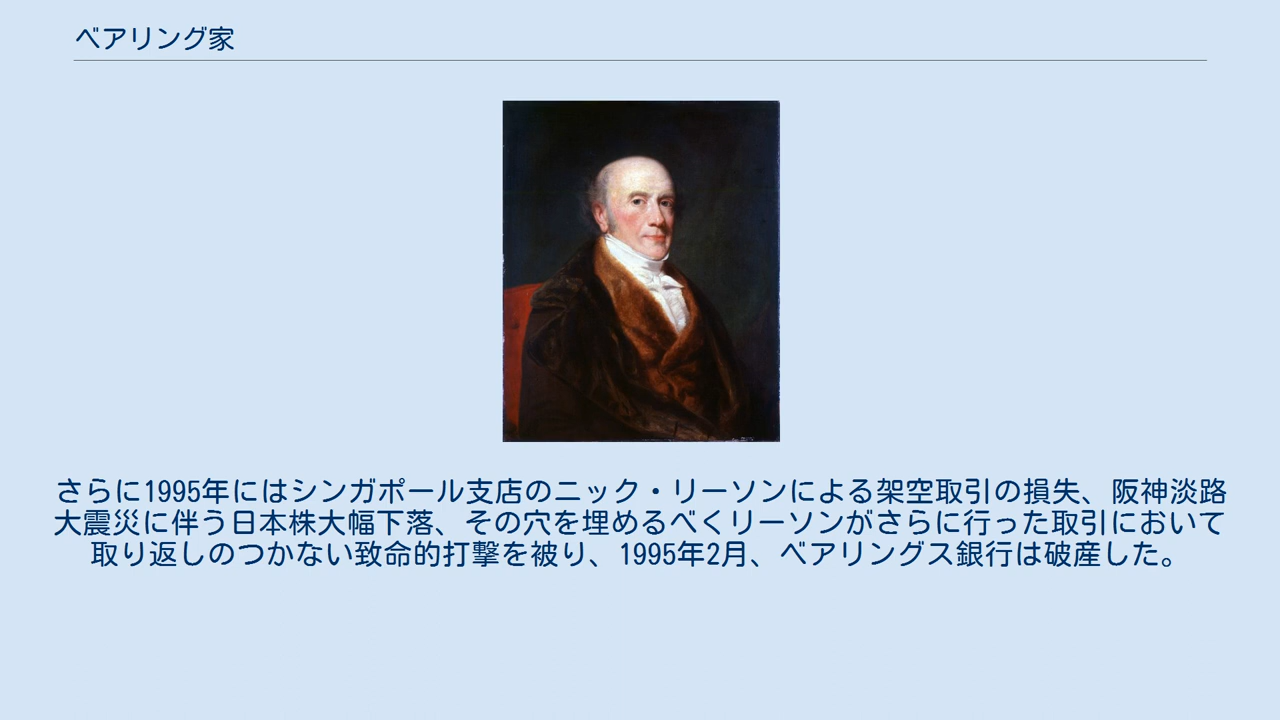 ベアリング家
さらに1995年にはシンガポール支店のニック・リーソンによる架空取引の損失、阪神淡路
大震災に伴う日本株大幅下落、その穴を埋めるべくリーソンがさらに行った取引において
取り返しのつかない致命的打撃を被り、1995年2月、ベアリングス銀行は破産した。